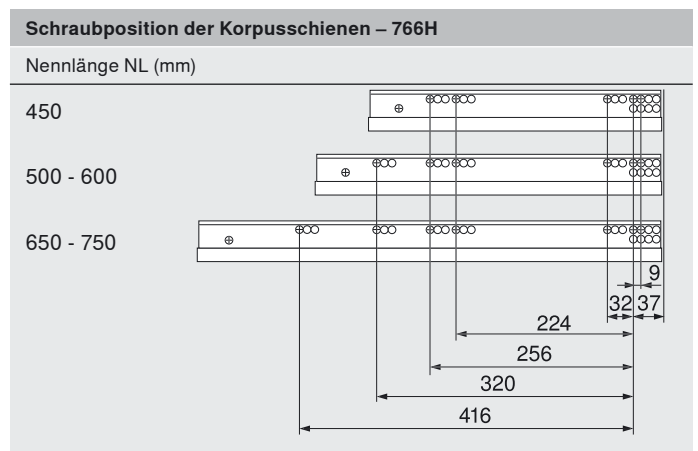 Schraubposition der Korpusschienen – 766H
Nennlänge NL (mm)
450
500 - 600
650 - 750
9
32 37
224
256
320
416